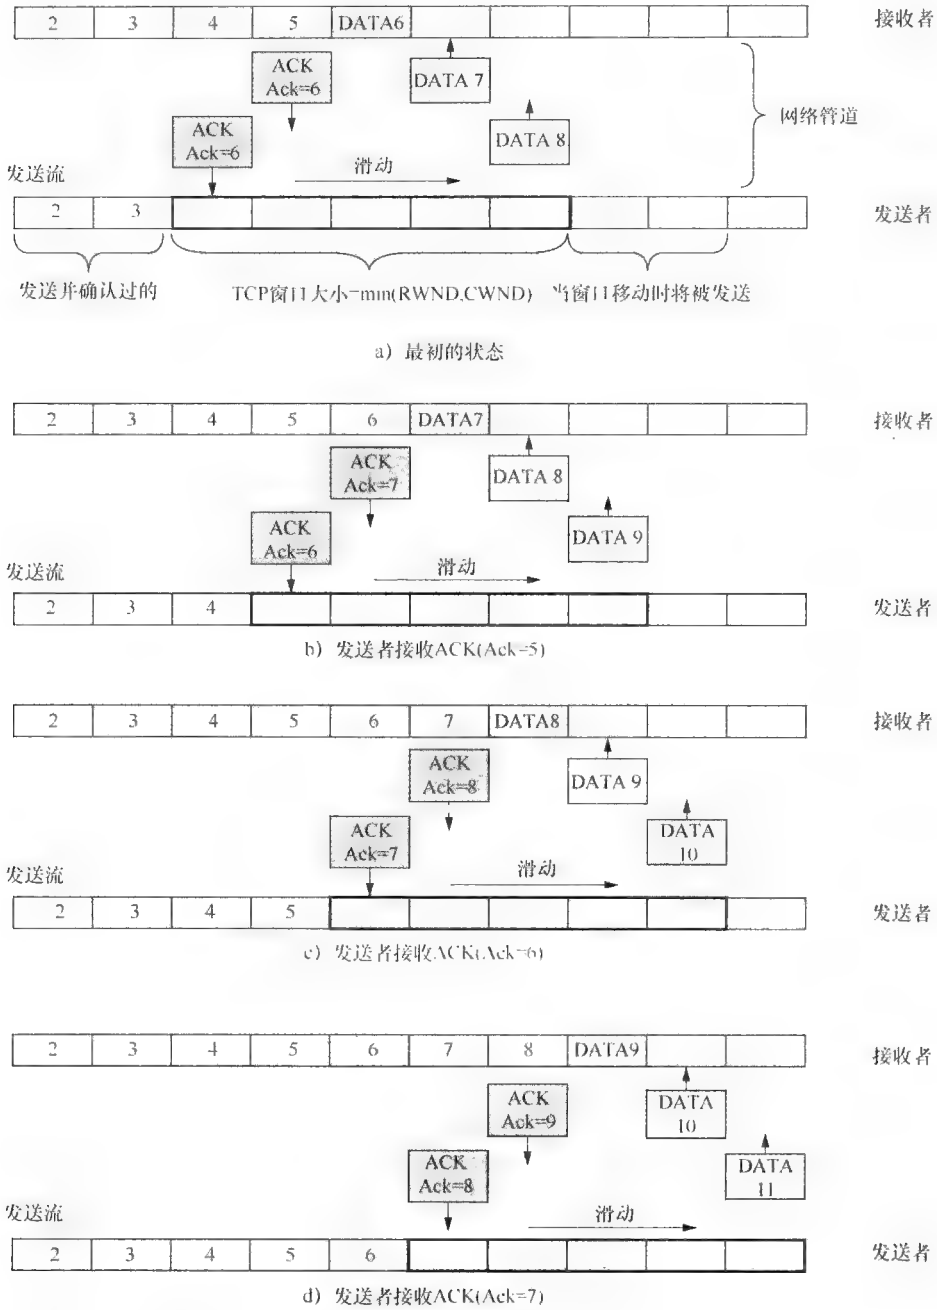 2 3 4 5 DATA6 接收者
ACK
Ack=6
DATA 7
ACK
Ack=6
DATA 8
网络管道
发送流
滑动
2 3 发送者
发送并确认过的 TCP窗口大小=min(RWND,CWND) 当窗口移动时将被发送
a) 最初的状态
2 3 4 5 6 DATA7 接收者
ACK
Ack=7
DATA 8
ACK
Ack=6
DATA 9
发送流
滑动
2 3 4 发送者
b) 发送者接收ACK(Ack=5)
2 3 4 5 6 7 DATA8 接收者
ACK
Ack=8
DATA 9
ACK
Ack=7
DATA
10
发送流
滑动
2 3 4 5 发送者
c) 发送者接收ACK(Ack=6)
2 3 4 5 6 7 8 DATA9 接收者
ACK
Ack=9
DATA
10
ACK
Ack=8
DATA
11
发送流
滑动
2 3 4 5 6 发送者
d) 发送者接收ACK(Ack=7)